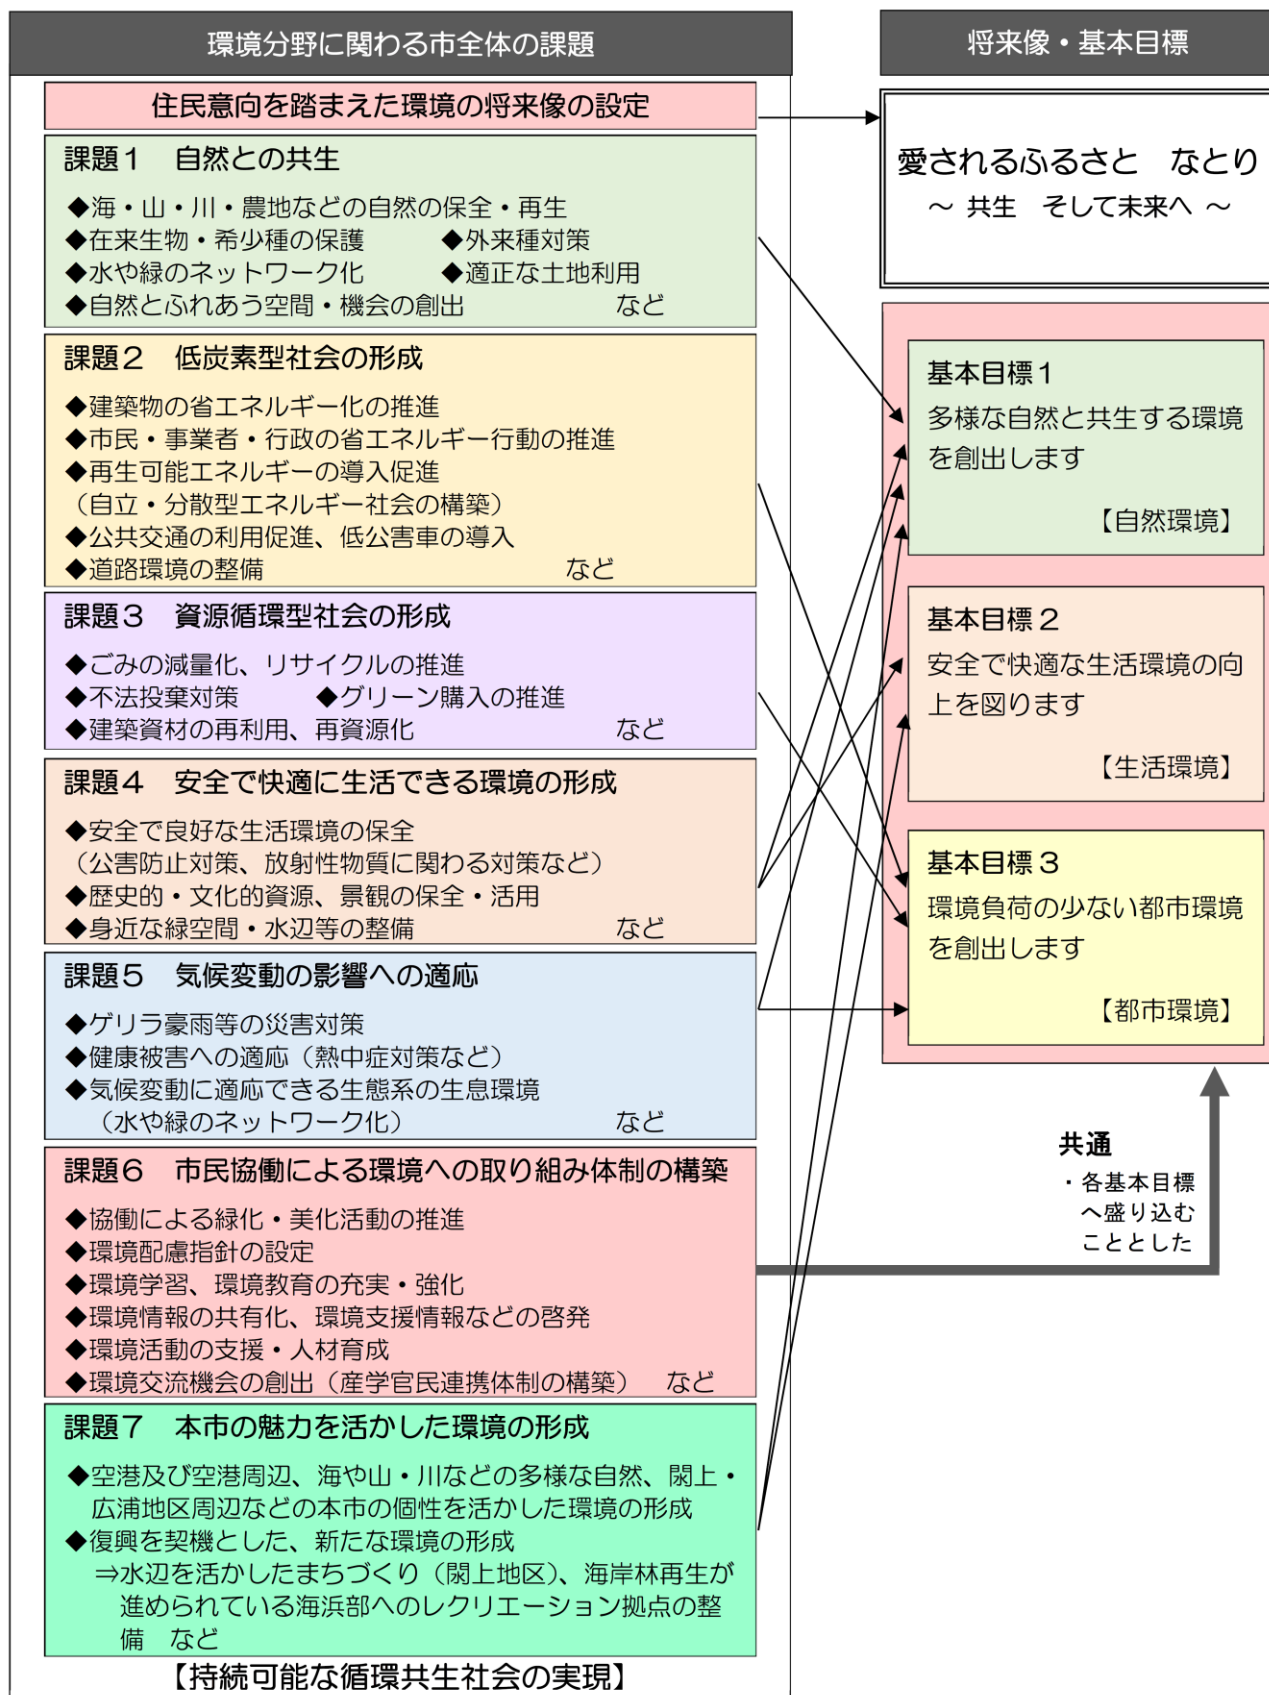 環境分野に関わる市全体の課題
住民意向を踏まえた環境の将来像の設定
課題１　自然との共生
◆海・山・川・農地などの自然の保全・再生
◆在来生物・希少種の保護　　　◆外来種対策
◆水や緑のネットワーク化　　　◆適正な土地利用
◆自然とふれあう空間・機会の創出　　　　　　など
課題２　低炭素型社会の形成
◆建築物の省エネルギー化の推進
◆市民・事業者・行政の省エネルギー行動の推進
◆再生可能エネルギーの導入促進
（自立・分散型エネルギー社会の構築）
◆公共交通の利用促進、低公害車の導入
◆道路環境の整備　　　　　　　　　　　　など
課題３　資源循環型社会の形成
◆ごみの減量化、リサイクルの推進
◆不法投棄対策　　　◆グリーン購入の推進
◆建築資材の再利用、再資源化　　　　　　　　など
課題４　安全で快適に生活できる環境の形成
◆安全で良好な生活環境の保全
（公害防止対策、放射性物質に関わる対策など）
◆歴史的・文化的資源、景観の保全・活用
◆身近な緑空間・水辺等の整備　　　　　　　　など
課題５　気候変動の影響への適応
◆ゲリラ豪雨等の災害対策
◆健康被害への適応（熱中症対策など）
◆気候変動に適応できる生態系の生息環境
（水や緑のネットワーク化）　　　　　　　　　など
課題６　市民協働による環境への取り組み体制の構築
◆協働による緑化・美化活動の推進
◆環境配慮指針の設定
◆環境学習、環境教育の充実・強化
◆環境情報の共有化、環境支援情報などの啓発
◆環境活動の支援・人材育成
◆環境交流機会の創出（産学官民連携体制の構築）　など
課題７　本市の魅力を活かした環境の形成
◆空港及び空港周辺、海や山・川などの多様な自然、閖上・
広浦地区周辺などの本市の個性を活かした環境の形成
◆復興を契機とした、新たな環境の形成
⇒水辺を活かしたまちづくり（閖上地区）、海岸林再生が
進められている海浜部へのレクリエーション拠点の整
備　など
【持続可能な循環共生社会の実現】
将来像・基本目標
愛されるふるさと　なとり
～ 共生　そして未来へ ～
基本目標１
多様な自然と共生する環境
を創出します
【自然環境】
基本目標２
安全で快適な生活環境の向
上を図ります
【生活環境】
基本目標３
環境負荷の少ない都市環境
を創出します
【都市環境】
共通
・各基本目標
へ盛り込む
こととした